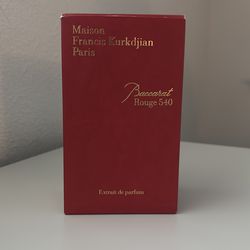 Maison
Francis Kurkdjian
Paris
Baccarat
Rouge 540
Extrait de parfum